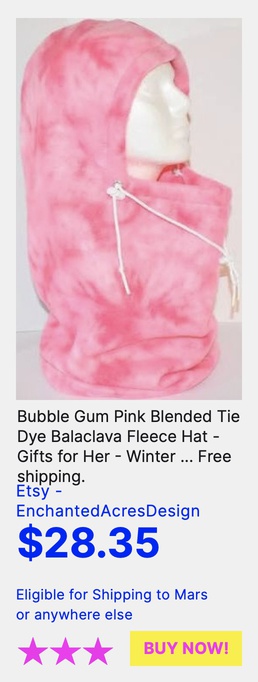 Bubble Gum Pink Blended Tie
Dye Balaclava Fleece Hat -
Gifts for Her - Winter ... Free
shipping.
Etsy -
EnchantedAcresDesign
$28.35
Eligible for Shipping to Mars
or anywhere else
BUY NOW!